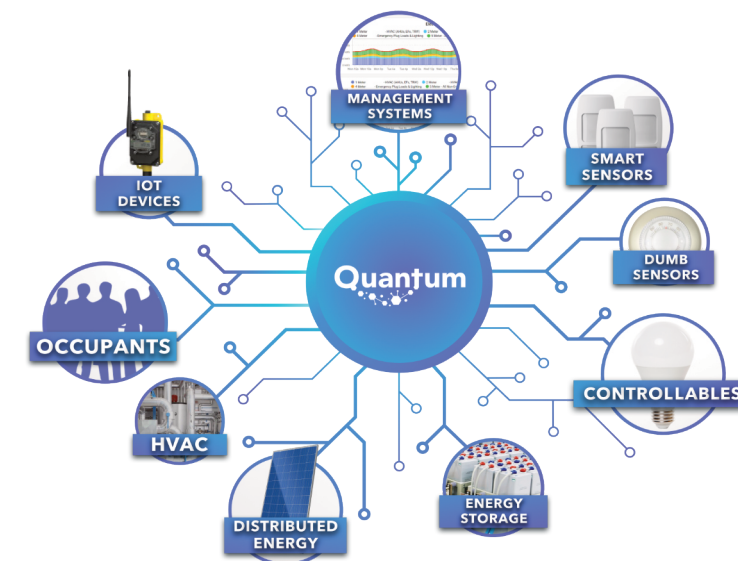 MANAGEMENT
SYSTEMS
IOT
DEVICES
SMART
SENSORS
DUMB
SENSORS
Quantum
OCCUPANTS
CONTROLLABLES
HVAC
DISTRIBUTED
ENERGY
ENERGY
STORAGE